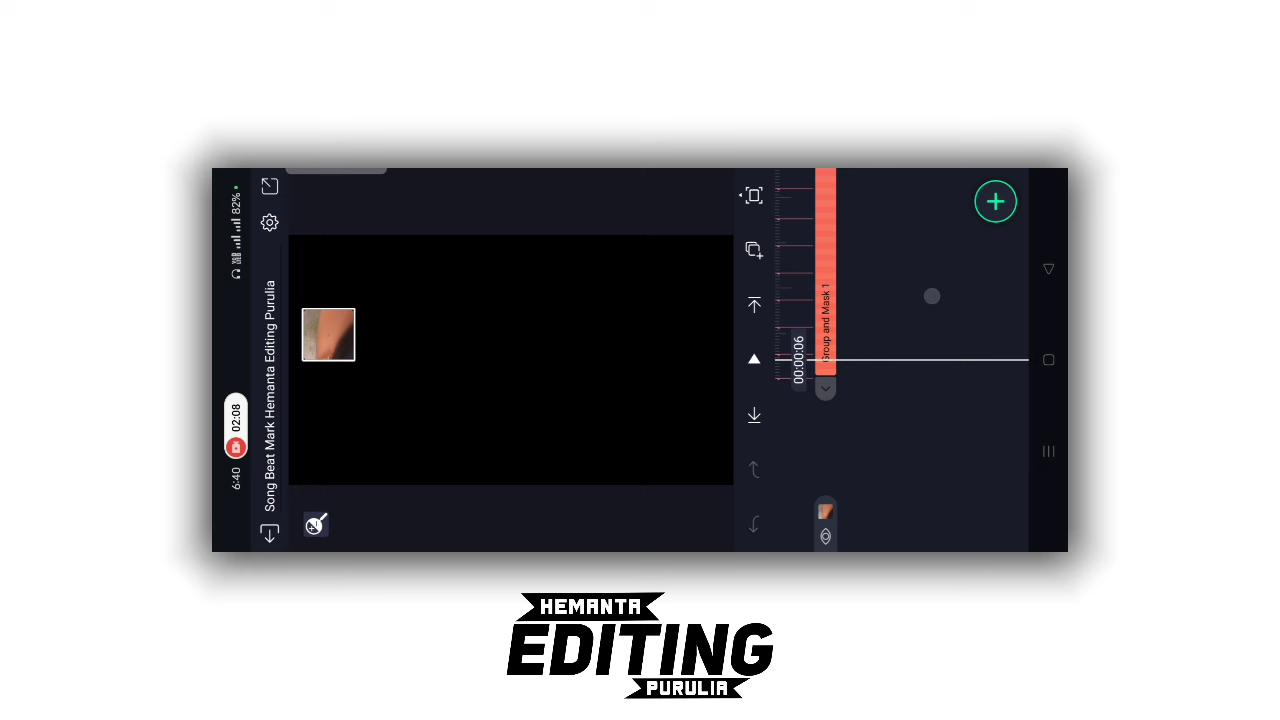 6:40
02:08
82%
Song Beat Mark Hemanta Editing Purulia
00:00:06
Group and Mask 1
HEMANTA
EDITING
PURULIA